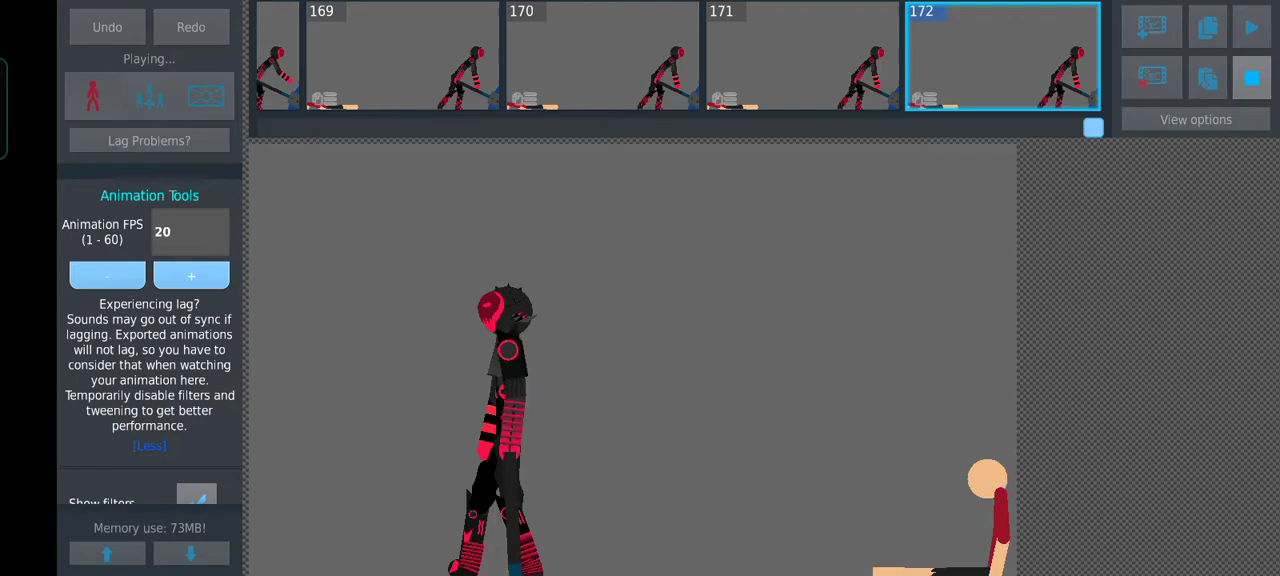 Undo
Redo
169
170
171
172
Playing...
Lag Problems?
View options
Animation Tools
Animation FPS
(1 - 60)
20
-
+
Experiencing lag?
Sounds may go out of sync if
lagging. Exported animations
will not lag, so you have to
consider that when watching
your animation here.
Temporarily disable filters and
tweening to get better
performance.
[Less]
Show filters
Memory use: 73MB!